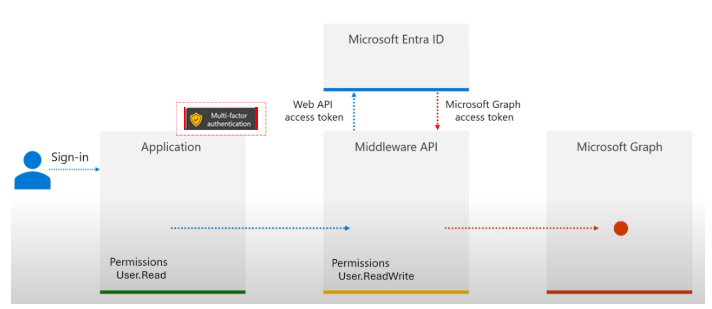 Microsoft Entra ID
Web API
access token
Microsoft Graph
access token
Multi-factor
authentication
Sign-in
Application
Middleware API
Microsoft Graph
Permissions
User.Read
Permissions
User.ReadWrite